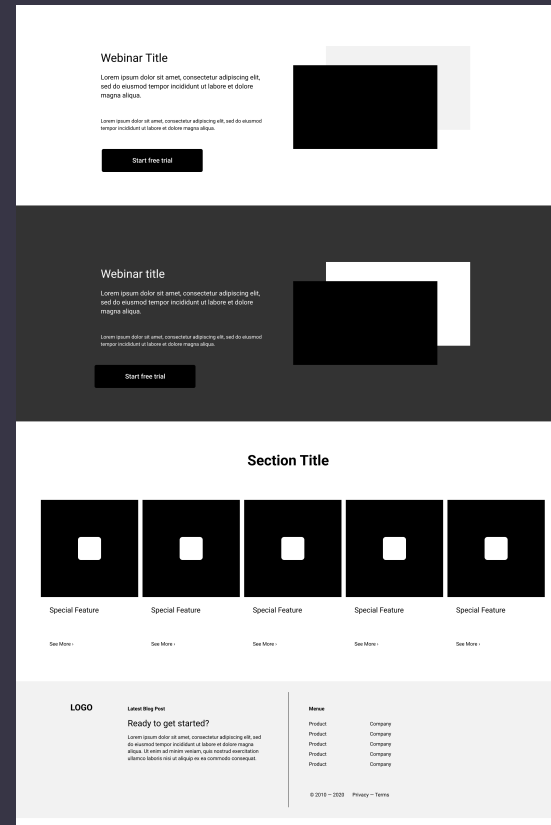 Webinar Title
Lorem ipsum dolor sit amet, consectetur adipiscing elit,
sed do eiusmod tempor incididunt ut labore et dolore
magna aliqua.
Lorem ipsum dolor sit amet, consectetur adipiscing elit, sed do eiusmod
tempor incididunt ut labore et dolore magna aliqua.
Start free trial
Webinar title
Lorem ipsum dolor sit amet, consectetur adipiscing elit,
sed do eiusmod tempor incididunt ut labore et dolore
magna aliqua.
Lorem ipsum dolor sit amet, consectetur adipiscing elit, sed do eiusmod
tempor incididunt ut labore et dolore magna aliqua.
Start free trial
Section Title
Special Feature Special Feature Special Feature Special Feature Special Feature
See More › See More › See More › See More › See More ›
LOGO
Latest Blog Post
Ready to get started?
Lorem ipsum dolor sit amet, consectetur adipiscing elit, sed
do eiusmod tempor incididunt ut labore et dolore magna
aliqua. Ut enim ad minim veniam, quis nostrud exercitation
ullamco laboris nisi ut aliquip ex ea commodo consequat.
Menue
Product Company
Product Company
Product Company
Product Company
Product Company
© 2010 — 2020 Privacy — Terms